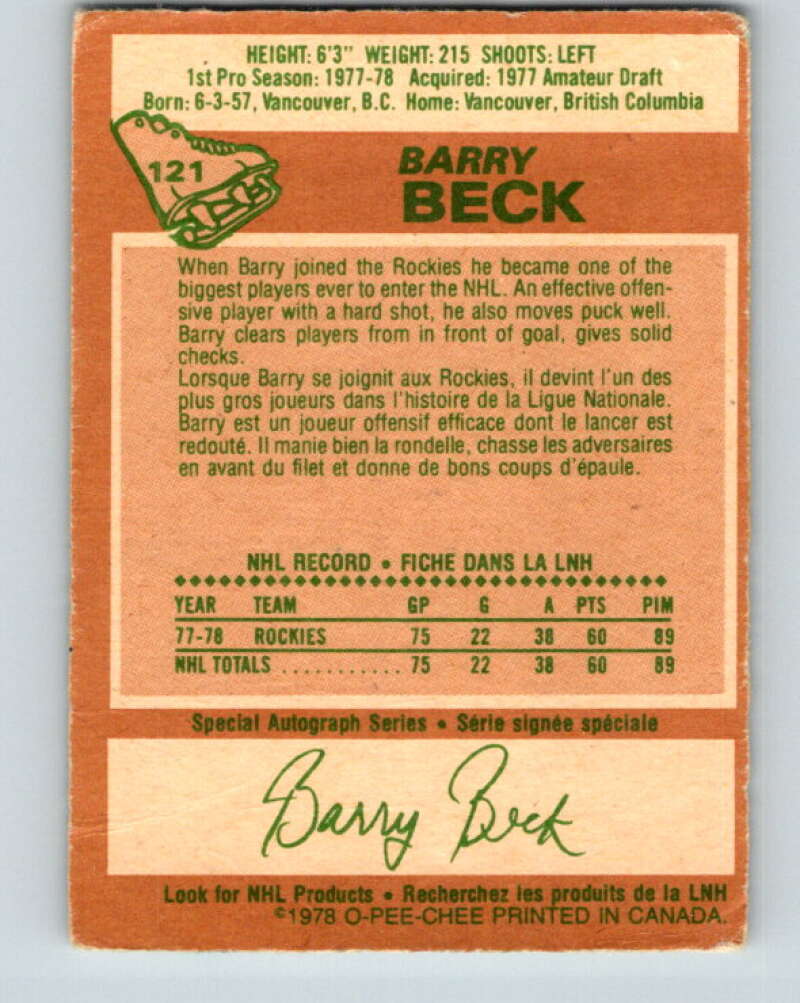 HEIGHT: 6'3" WEIGHT: 215 SHOOTS: LEFT
1st Pro Season: 1977-78 Acquired: 1977 Amateur Draft
Born: 6-3-57, Vancouver, B.C. Home: Vancouver, British Columbia
121
BARRY
BECK
When Barry joined the Rockies he became one of the
biggest players ever to enter the NHL. An effective offen-
sive player with a hard shot, he also moves puck well.
Barry clears players from in front of goal, gives solid
checks.
Lorsque Barry se joignit aux Rockies, il devint l'un des
plus gros joueurs dans l'histoire de la Ligue Nationale.
Barry est un joueur offensif efficace dont le lancer est
redouté. Il manie bien la rondelle, chasse les adversaires
en avant du filet et donne de bons coups d'épaule.
NHL RECORD • FICHE DANS LA LNH
YEAR TEAM GP G A PTS PIM
77-78 ROCKIES 75 22 38 60 89
NHL TOTALS ........... 75 22 38 60 89
Special Autograph Series • Série signée spéciale
Barry Beck
Look for NHL Products • Recherchez les produits de la LNH
©1978 O-PEE-CHEE PRINTED IN CANADA.